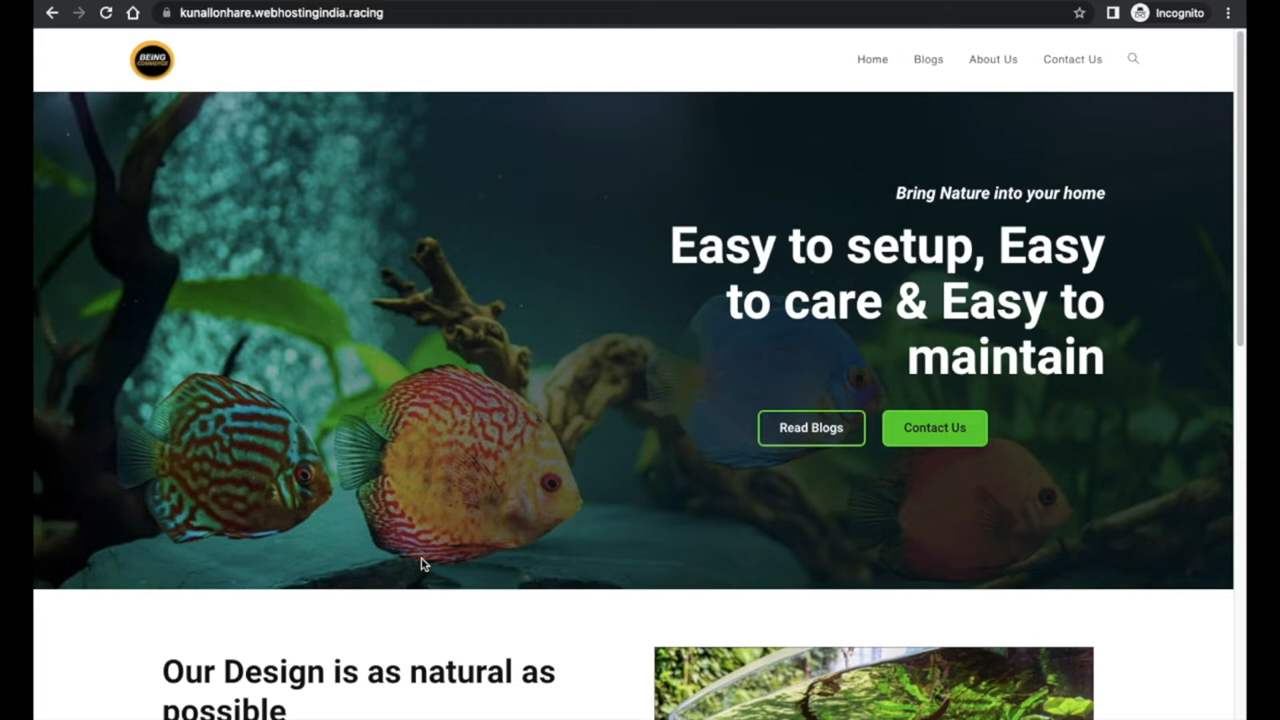 kunallonhare.webhostingindia.racing
Incognito
BEING
COMMERCE
Home
Blogs
About Us
Contact Us
Bring Nature into your home
Easy to setup, Easy
to care & Easy to
maintain
Read Blogs
Contact Us
Our Design is as natural as
possible